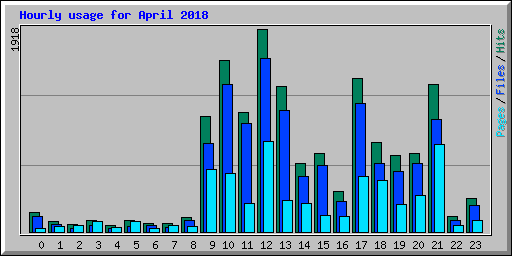 Hourly usage for April 2018
1918
Pages / Files / Hits
0 1 2 3 4 5 6 7 8 9 10 11 12 13 14 15 16 17 18 19 20 21 22 23